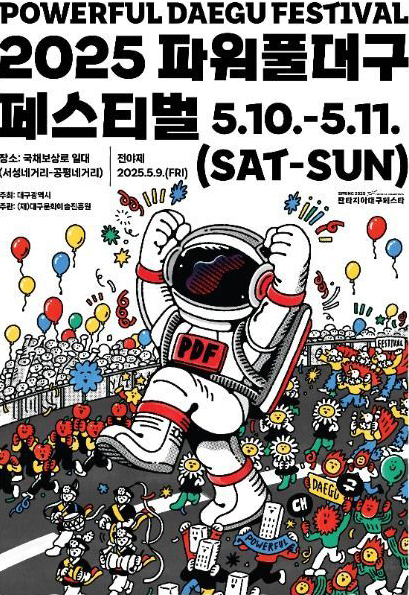 POWERFUL DAEGU FESTIVAL
2025 파워풀대구
페스티벌 5.10.-5.11.
(SAT-SUN)
장소: 국채보상로 일대
(서성네거리~공평네거리)
전야제
2025.5.9.(FRI)
주최: 대구광역시
주관: (재)대구문화예술진흥원
SPRING 2025
판타지아대구페스타
PDF
FESTIVAL
DAEGU
CH
POWERFUL